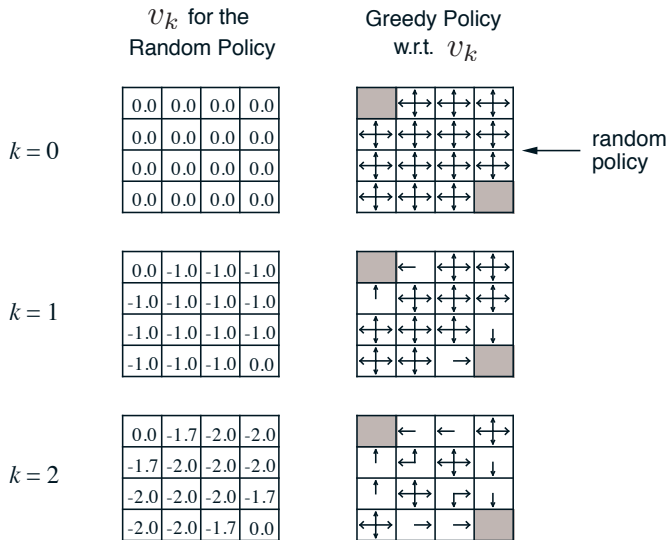 v_k for the
Random Policy
Greedy Policy
w.r.t. v_k
k = 0
0.0 0.0 0.0 0.0
0.0 0.0 0.0 0.0
0.0 0.0 0.0 0.0
0.0 0.0 0.0 0.0
random
policy
k = 1
0.0 -1.0 -1.0 -1.0
-1.0 -1.0 -1.0 -1.0
-1.0 -1.0 -1.0 -1.0
-1.0 -1.0 -1.0 0.0
k = 2
0.0 -1.7 -2.0 -2.0
-1.7 -2.0 -2.0 -2.0
-2.0 -2.0 -2.0 -1.7
-2.0 -2.0 -1.7 0.0